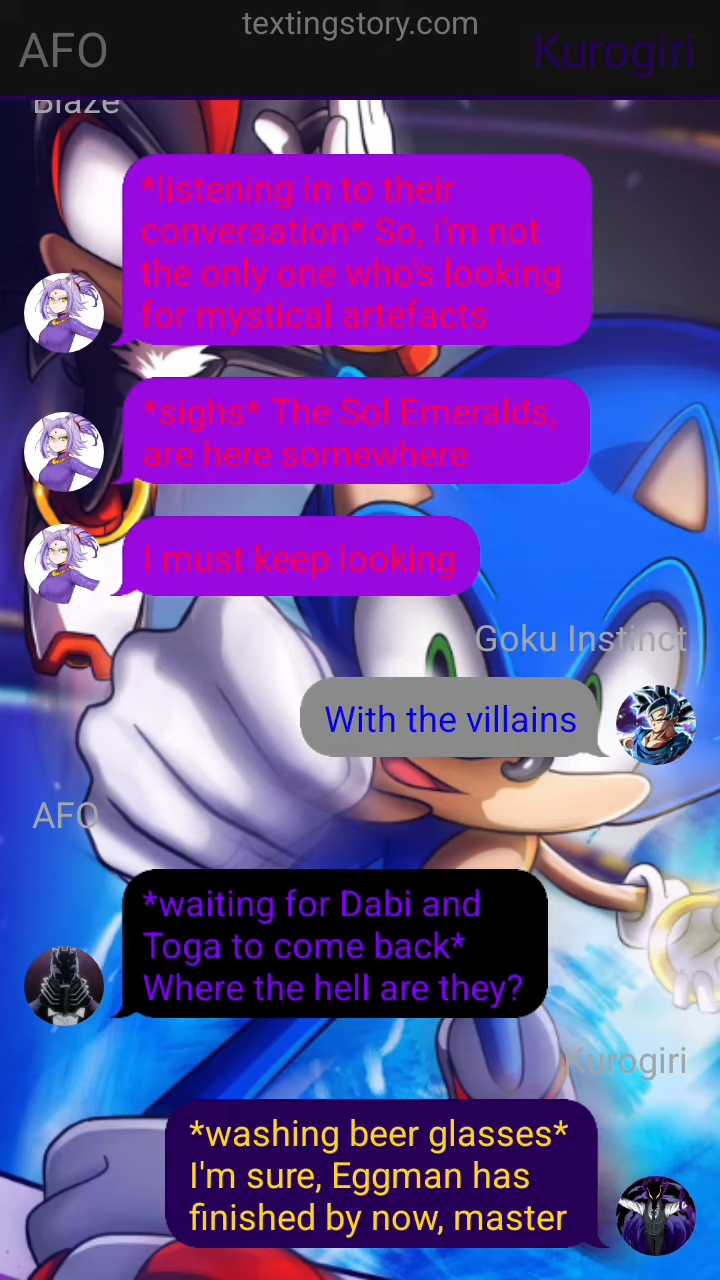 textingstory.com
AFO
Kurogiri
Blaze
*listening in to their
conversation* So, i'm not
the only one who's looking
for mystical artefacts
*sighs* The Sol Emeralds,
are here somewhere
I must keep looking
Goku Instinct
With the villains
AFO
*waiting for Dabi and
Toga to come back*
Where the hell are they?
Kurogiri
*washing beer glasses*
I'm sure, Eggman has
finished by now, master